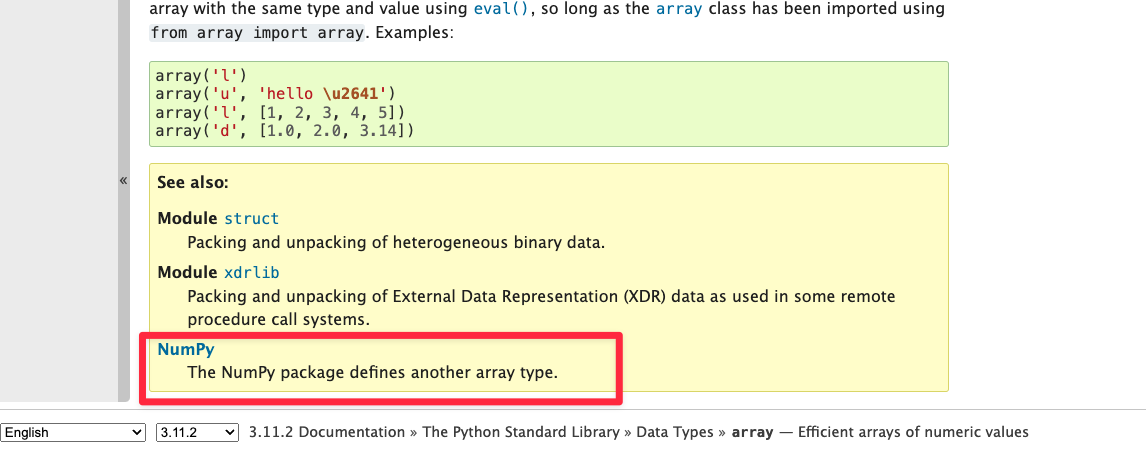 array with the same type and value using eval(), so long as the array class has been imported using
from array import array. Examples:
array('l')
array('u', 'hello \u2641')
array('l', [1, 2, 3, 4, 5])
array('d', [1.0, 2.0, 3.14])
«
See also:
Module struct
Packing and unpacking of heterogeneous binary data.
Module xdrlib
Packing and unpacking of External Data Representation (XDR) data as used in some remote
procedure call systems.
NumPy
The NumPy package defines another array type.
English 3.11.2 3.11.2 Documentation » The Python Standard Library » Data Types » array — Efficient arrays of numeric values